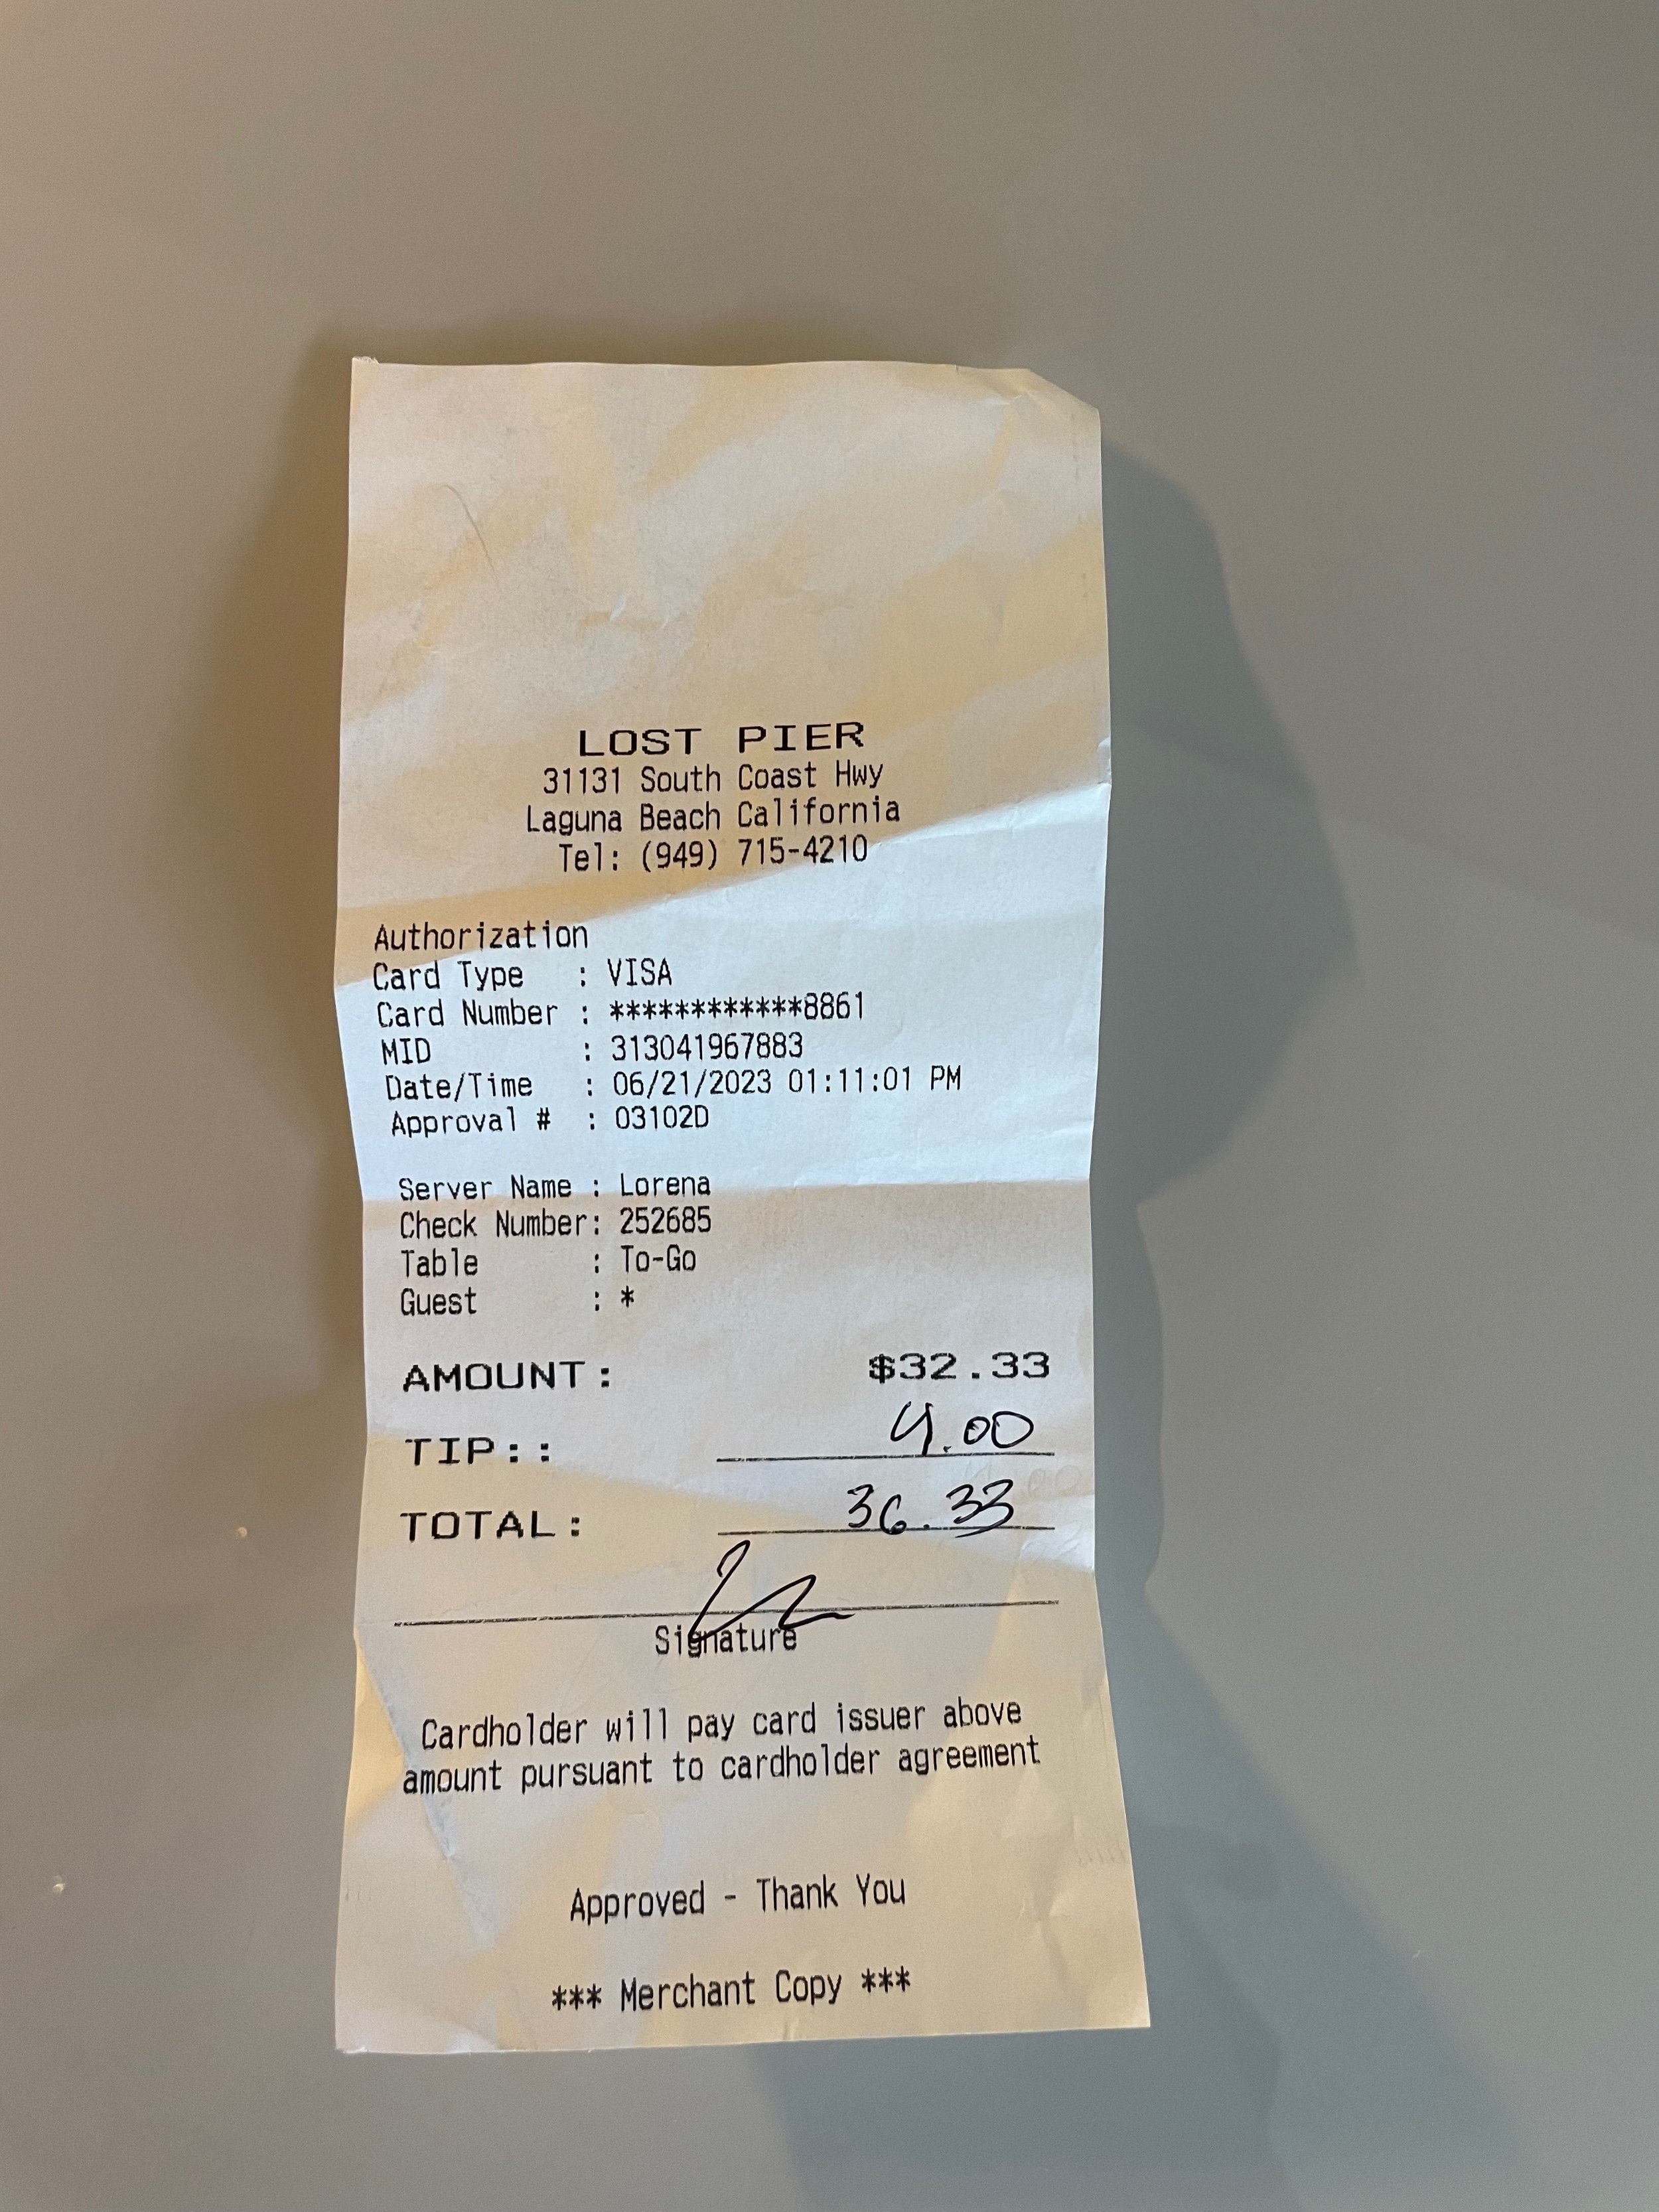 LOST PIER
31131 South Coast Hwy
Laguna Beach California
Tel: (949) 715-4210
Authorization
Card Type : VISA
Card Number : ************8861
MID : 313041967883
Date/Time : 06/21/2023 01:11:01 PM
Approval # : 03102D
Server Name : Lorena
Check Number: 252685
Table : To-Go
Guest : *
AMOUNT: $32.33
TIP:: 4.00
TOTAL: 36.33
Signature
Cardholder will pay card issuer above
amount pursuant to cardholder agreement
Approved - Thank You
*** Merchant Copy ***